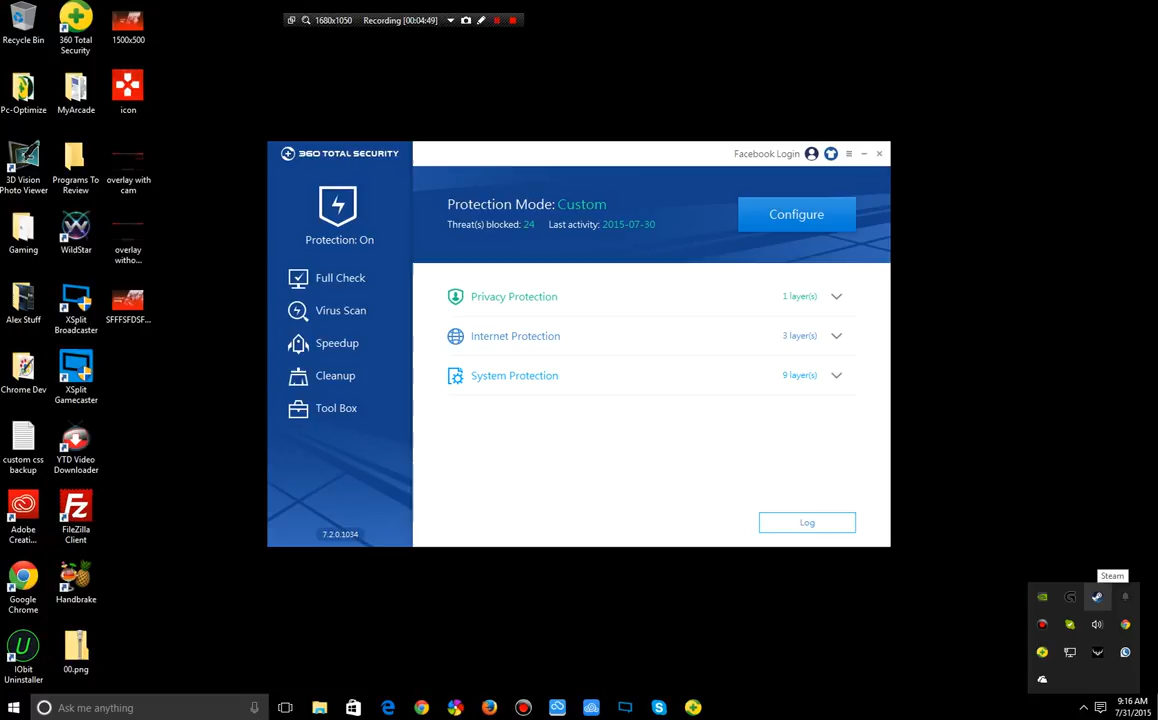 1680x1050 Recording [00:04:49]
Recycle Bin
360 Total
Security
1500x500
Pc-Optimize
MyArcade
icon
3D Vision
Photo Viewer
Programs To
Review
overlay with
cam
Gaming
WildStar
overlay
witho...
Alex Stuff
XSplit
Broadcaster
SFFFSFDSF...
Chrome Dev
XSplit
Gamecaster
custom css
backup
YTD Video
Downloader
Adobe
Creati...
FileZilla
Client
Google
Chrome
Handbrake
IObit
Uninstaller
00.png
360 TOTAL SECURITY
Facebook Login
Protection: On
Full Check
Virus Scan
Speedup
Cleanup
Tool Box
7.2.0.1034
Protection Mode: Custom
Threat(s) blocked: 24 Last activity: 2015-07-30
Configure
Privacy Protection 1 layer(s)
Internet Protection 3 layer(s)
System Protection 9 layer(s)
Log
Steam
Ask me anything
9:16 AM
7/31/2015